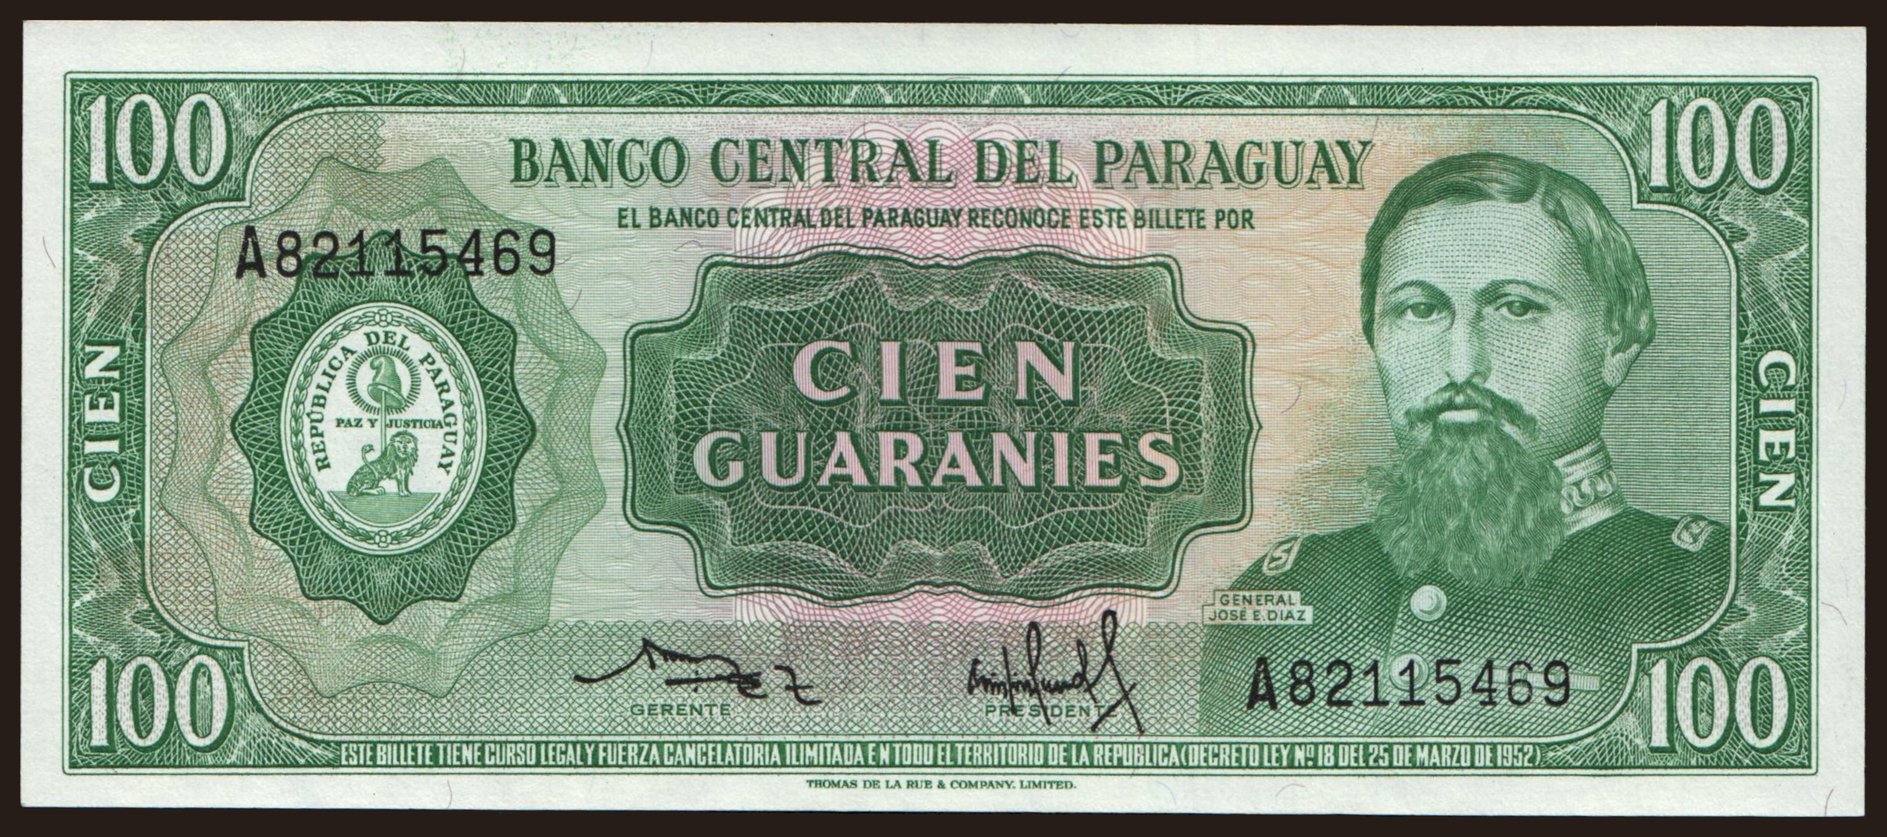 100
100
BANCO CENTRAL DEL PARAGUAY
EL BANCO CENTRAL DEL PARAGUAY RECONOCE ESTE BILLETE POR
A82115469
REPUBLICA DEL PARAGUAY
PAZ Y JUSTICIA
CIEN
CIEN
GUARANIES
CIEN
GENERAL
JOSE E. DIAZ
A82115469
GERENTE
PRESIDENTE
100
100
ESTE BILLETE TIENE CURSO LEGAL Y FUERZA CANCELATORIA ILIMITADA EN TODO EL TERRITORIO DE LA REPUBLICA (DECRETO LEY Nº 18 DEL 25 DE MARZO DE 1952)
THOMAS DE LA RUE & COMPANY. LIMITED.